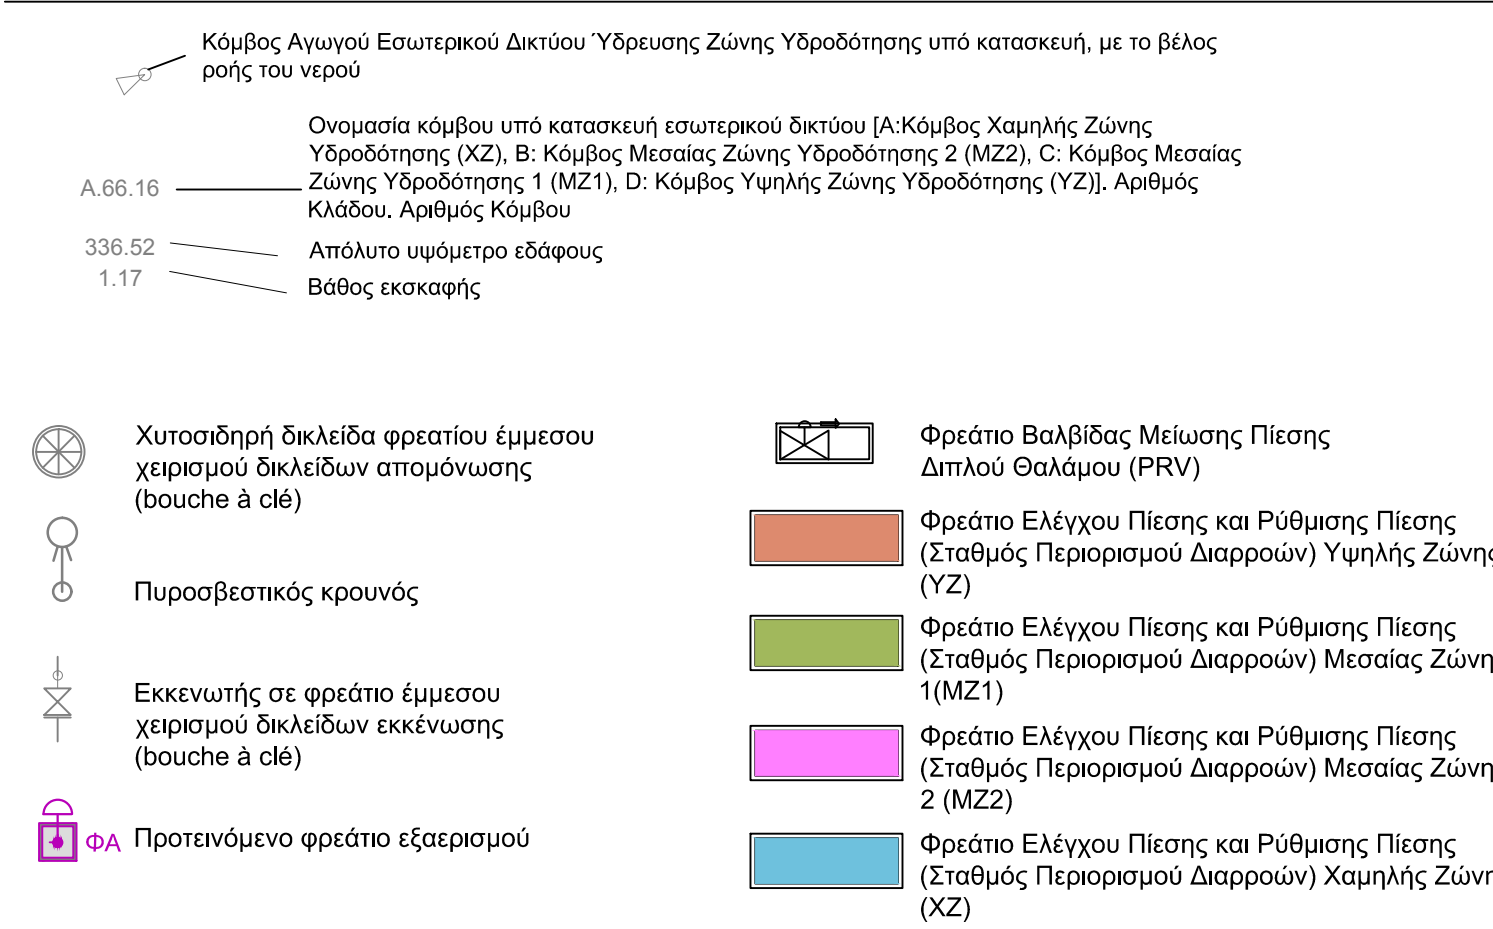 Κόμβος Αγωγού Εσωτερικού Δικτύου Ύδρευσης Ζώνης Υδροδότησης υπό κατασκευή, με το βέλος
ροής του νερού
Ονομασία κόμβου υπό κατασκευή εσωτερικού δικτύου [Α:Κόμβος Χαμηλής Ζώνης
Υδροδότησης (ΧΖ), Β: Κόμβος Μεσαίας Ζώνης Υδροδότησης 2 (ΜΖ2), C: Κόμβος Μεσαίας
Ζώνης Υδροδότησης 1 (ΜΖ1), D: Κόμβος Υψηλής Ζώνης Υδροδότησης (ΥΖ)]. Αριθμός
Κλάδου. Αριθμός Κόμβου
A.66.16
336.52
Απόλυτο υψόμετρο εδάφους
1.17
Βάθος εκσκαφής
Χυτοσιδηρή δικλείδα φρεατίου έμμεσου
χειρισμού δικλείδων απομόνωσης
(bouche à clé)
Πυροσβεστικός κρουνός
Εκκενωτής σε φρεάτιο έμμεσου
χειρισμού δικλείδων εκκένωσης
(bouche à clé)
ΦΑ Προτεινόμενο φρεάτιο εξαερισμού
Φρεάτιο Βαλβίδας Μείωσης Πίεσης
Διπλού Θαλάμου (PRV)
Φρεάτιο Ελέγχου Πίεσης και Ρύθμισης Πίεσης
(Σταθμός Περιορισμού Διαρροών) Υψηλής Ζώνης
(ΥΖ)
Φρεάτιο Ελέγχου Πίεσης και Ρύθμισης Πίεσης
(Σταθμός Περιορισμού Διαρροών) Μεσαίας Ζώνη
1(ΜΖ1)
Φρεάτιο Ελέγχου Πίεσης και Ρύθμισης Πίεσης
(Σταθμός Περιορισμού Διαρροών) Μεσαίας Ζώνη
2 (ΜΖ2)
Φρεάτιο Ελέγχου Πίεσης και Ρύθμισης Πίεσης
(Σταθμός Περιορισμού Διαρροών) Χαμηλής Ζώνη
(ΧΖ)